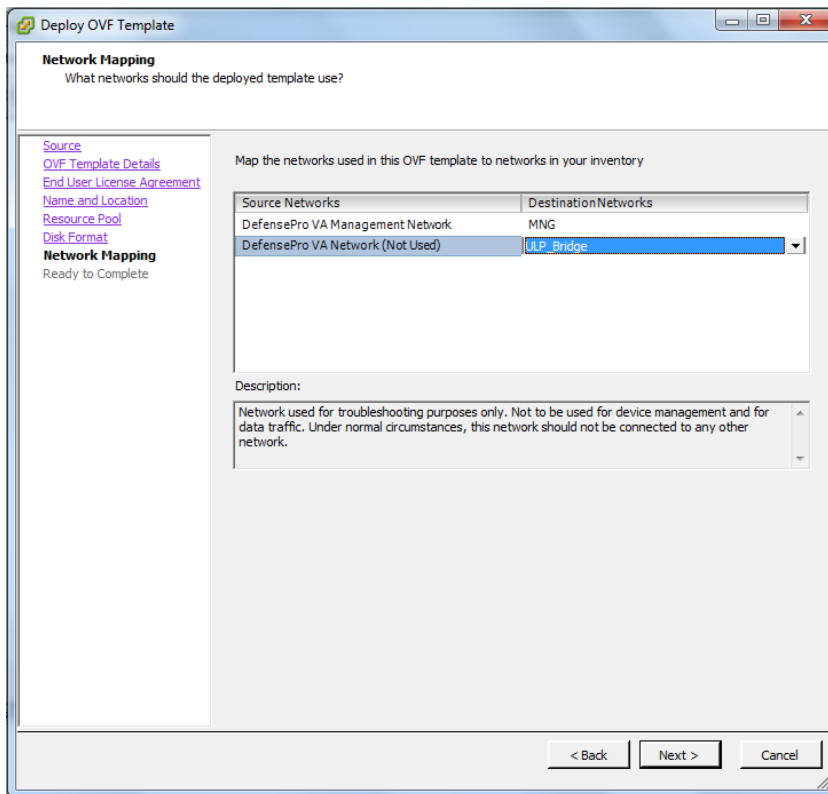 Deploy OVF Template
Network Mapping
What networks should the deployed template use?
Source
OVF Template Details
End User License Agreement
Name and Location
Resource Pool
Disk Format
Network Mapping
Ready to Complete
Map the networks used in this OVF template to networks in your inventory
Source Networks DestinationNetworks
DefensePro VA Management Network MNG
DefensePro VA Network (Not Used) ULP_Bridge
Description:
Network used for troubleshooting purposes only. Not to be used for device management and for
data traffic. Under normal circumstances, this network should not be connected to any other
network.
< Back Next > Cancel